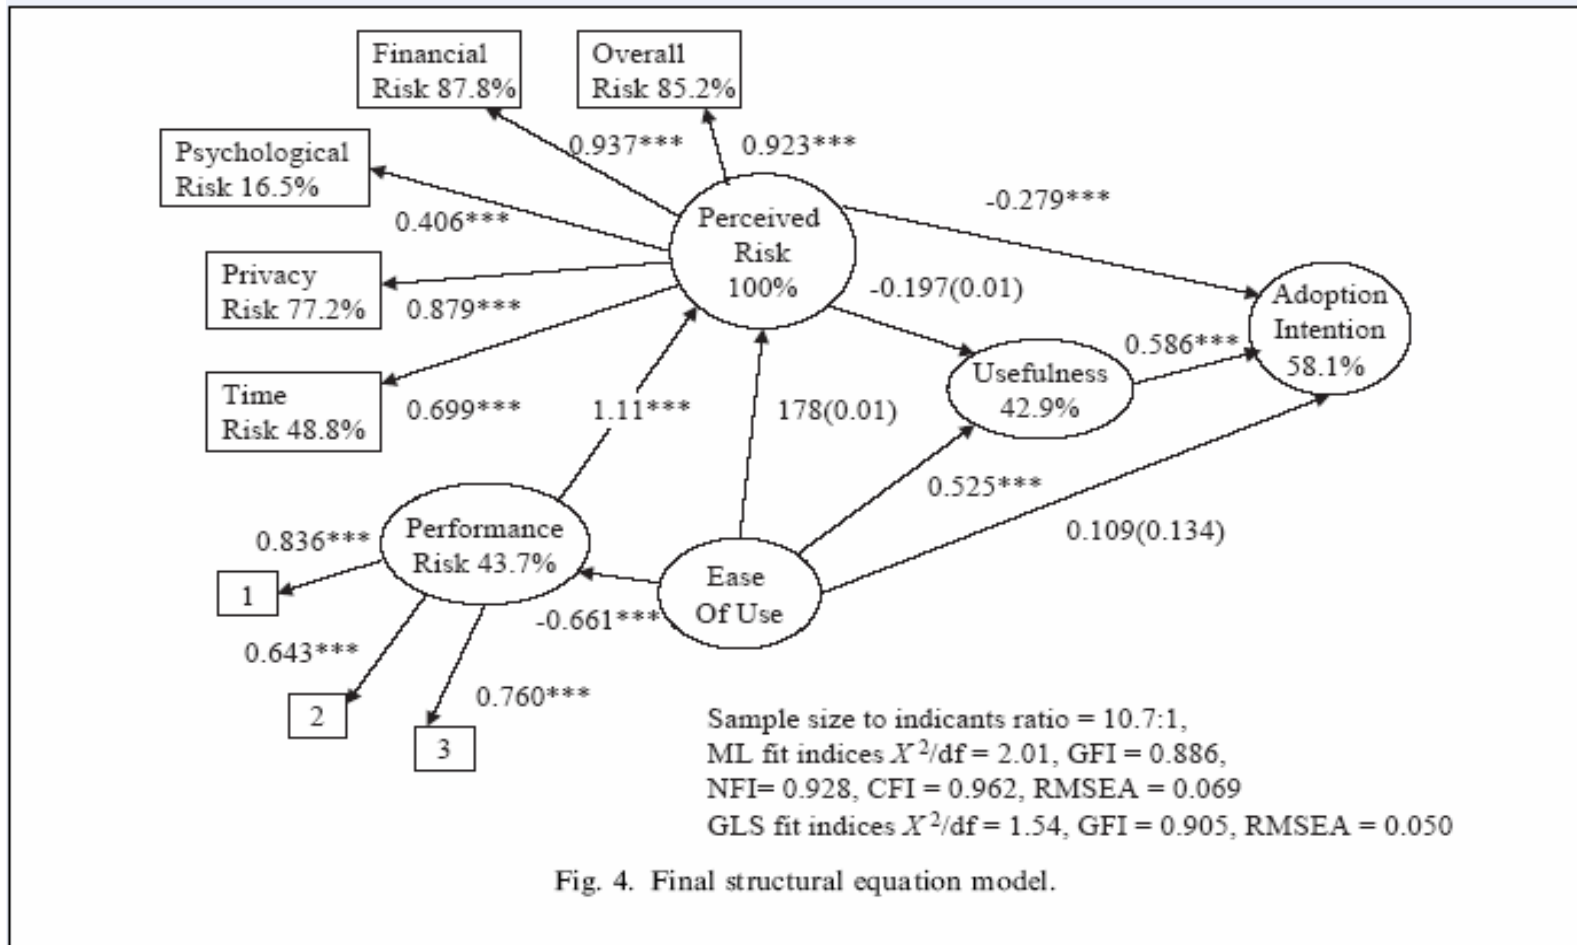 Financial
Risk 87.8%
Overall
Risk 85.2%
0.937***
0.923***
Psychological
Risk 16.5%
0.406***
Perceived
Risk
100%
-0.279***
Privacy
Risk 77.2%
0.879***
-0.197(0.01)
Adoption
Intention
58.1%
0.586***
Usefulness
42.9%
Time
Risk 48.8%
0.699***
1.11***
178(0.01)
0.525***
0.109(0.134)
Performance
Risk 43.7%
0.836***
Ease
Of Use
-0.661***
1
0.643***
2
0.760***
3
Sample size to indicants ratio = 10.7:1,
ML fit indices X²/df = 2.01, GFI = 0.886,
NFI= 0.928, CFI = 0.962, RMSEA = 0.069
GLS fit indices X²/df = 1.54, GFI = 0.905, RMSEA = 0.050
Fig. 4. Final structural equation model.